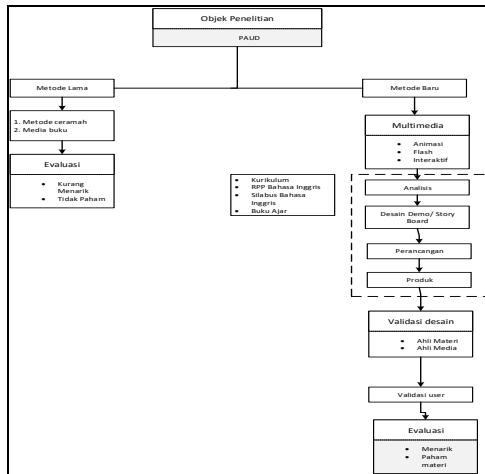 Objek Penelitian
PAUD
Metode Lama
1. Metode ceramah
2. Media buku
Evaluasi
• Kurang
Menarik
• Tidak Paham
• Kurikulum
• RPP Bahasa Inggris
• Silabus Bahasa
Inggris
• Buku Ajar
Metode Baru
Multimedia
• Animasi
• Flash
• Interaktif
Analisis
Desain Demo/ Story
Board
Perancangan
Produk
Validasi desain
• Ahli Materi
• Ahli Media
Validasi user
Evaluasi
• Menarik
• Paham
materi